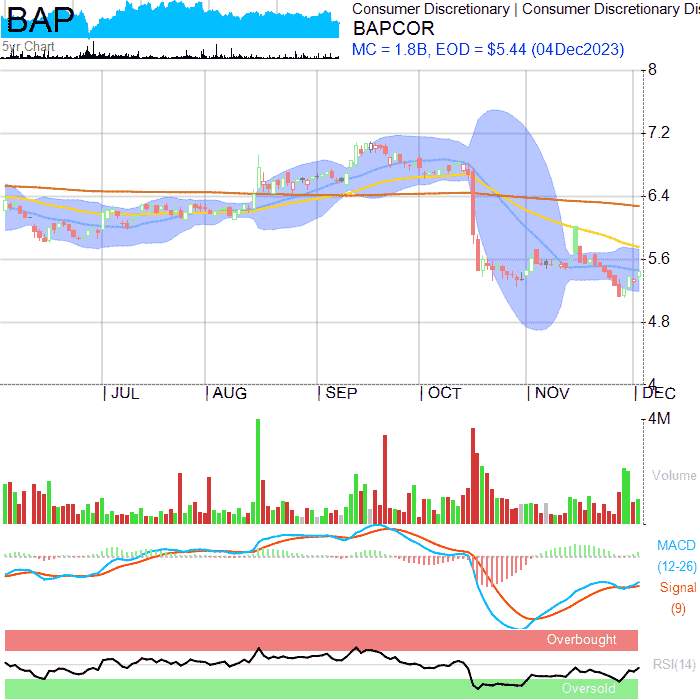 BAP
5yr Chart
Consumer Discretionary | Consumer Discretionary Dis
BAPCOR
MC = 1.8B, EOD = $5.44 (04Dec2023)
8
7.2
6.4
5.6
4.8
4
JUL AUG SEP OCT NOV DEC
4M
Volume
MACD
(12-26)
Signal
(9)
Overbought
RSI(14)
Oversold